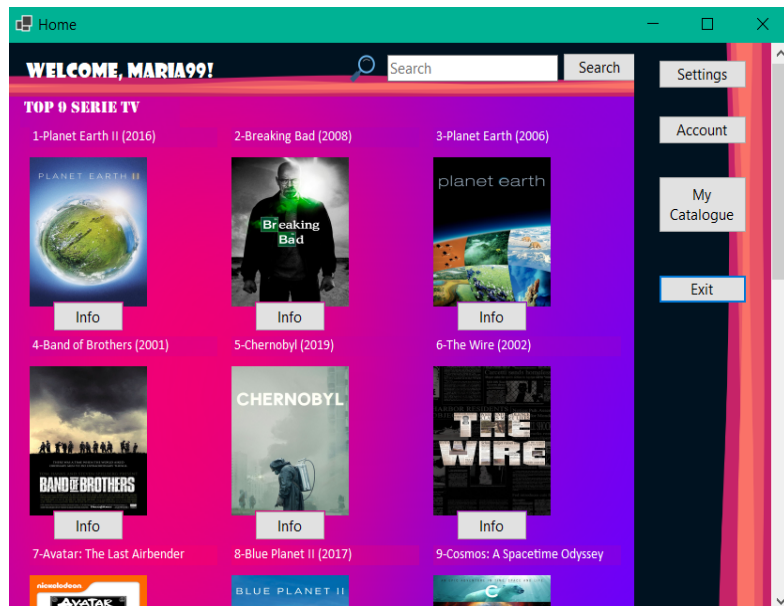 Home
WELCOME, MARIA99!
Search
Search
Settings
TOP 9 SERIE TV
Account
1-Planet Earth II (2016)
2-Breaking Bad (2008)
3-Planet Earth (2006)
PLANET EARTH II
Breaking
Bad
planet earth
My
Catalogue
Info
Info
Info
Exit
4-Band of Brothers (2001)
5-Chernobyl (2019)
6-The Wire (2002)
BAND OF BROTHERS
CHERNOBYL
THE
WIRE
Info
Info
Info
7-Avatar: The Last Airbender
8-Blue Planet II (2017)
9-Cosmos: A Spacetime Odyssey
nickelodeon
AVATAR
BLUE PLANET II
C